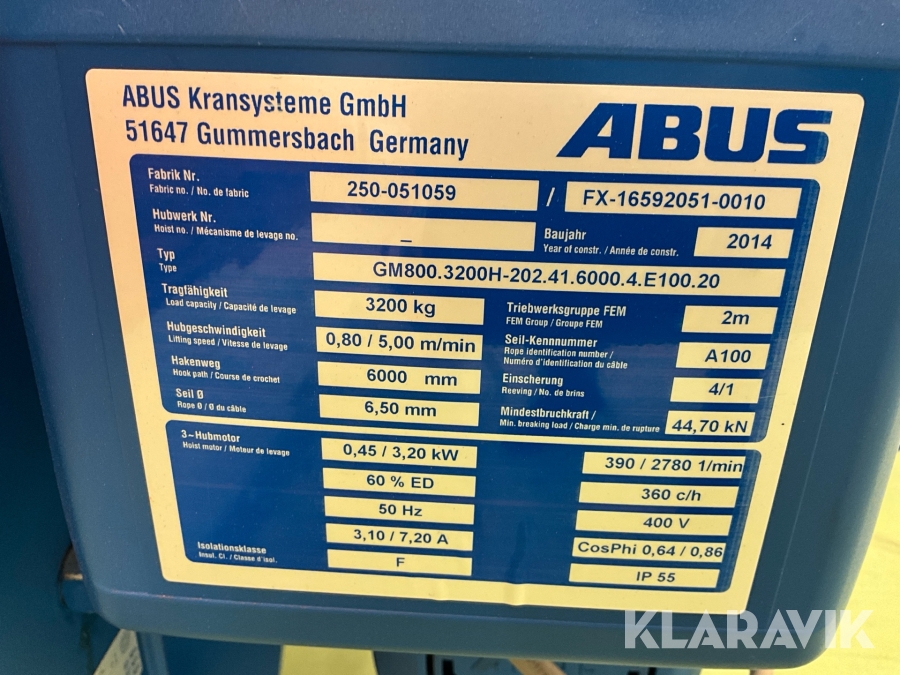 ABUS Kransysteme GmbH
51647 Gummersbach Germany
ABUS
Fabrik Nr.
Fabric no. / No. de fabric
250-051059 / FX-16592051-0010
Hubwerk Nr.
Hoist no. / Mécanisme de levage no.
–
Baujahr
Year of constr. / Année de constr.
2014
Typ
Type
GM800.3200H-202.41.6000.4.E100.20
Tragfähigkeit
Load capacity / Capacité de levage
3200 kg
Triebwerksgruppe FEM
FEM Group / Groupe FEM
2m
Hubgeschwindigkeit
Lifting speed / Vitesse de levage
0,80 / 5,00 m/min
Seil-Kennnummer
Rope identification number /
Numéro d'identification du câble
A100
Hakenweg
Hook path / Course de crochet
6000 mm
Einscherung
Reeving / No. de brins
4/1
Seil Ø
Rope Ø / Ø du câble
6,50 mm
Mindestbruchkraft /
Min. breaking load / Charge min. de rupture
44,70 kN
3~Hubmotor
Hoist motor / Moteur de levage
0,45 / 3,20 kW
390 / 2780 1/min
60 % ED
360 c/h
50 Hz
400 V
3,10 / 7,20 A
CosPhi 0,64 / 0,86
Isolationsklasse
Insul. Cl. / Classe d'isol.
F
IP 55
KLARAVIK